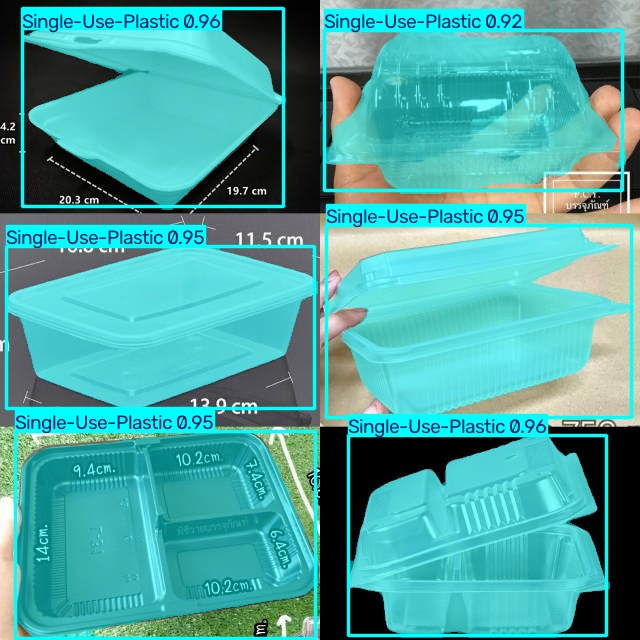 Single-Use-Plastic 0.96
4.2
cm
20.3 cm
19.7 cm
Single-Use-Plastic 0.92
บรรจุภัณฑ์
Single-Use-Plastic 0.95
11.5 cm
13.9 cm
Single-Use-Plastic 0.95
Single-Use-Plastic 0.95
9.4cm.
10.2cm.
7.4cm.
14cm.
6.4cm.
10.2cm.
Single-Use-Plastic 0.96